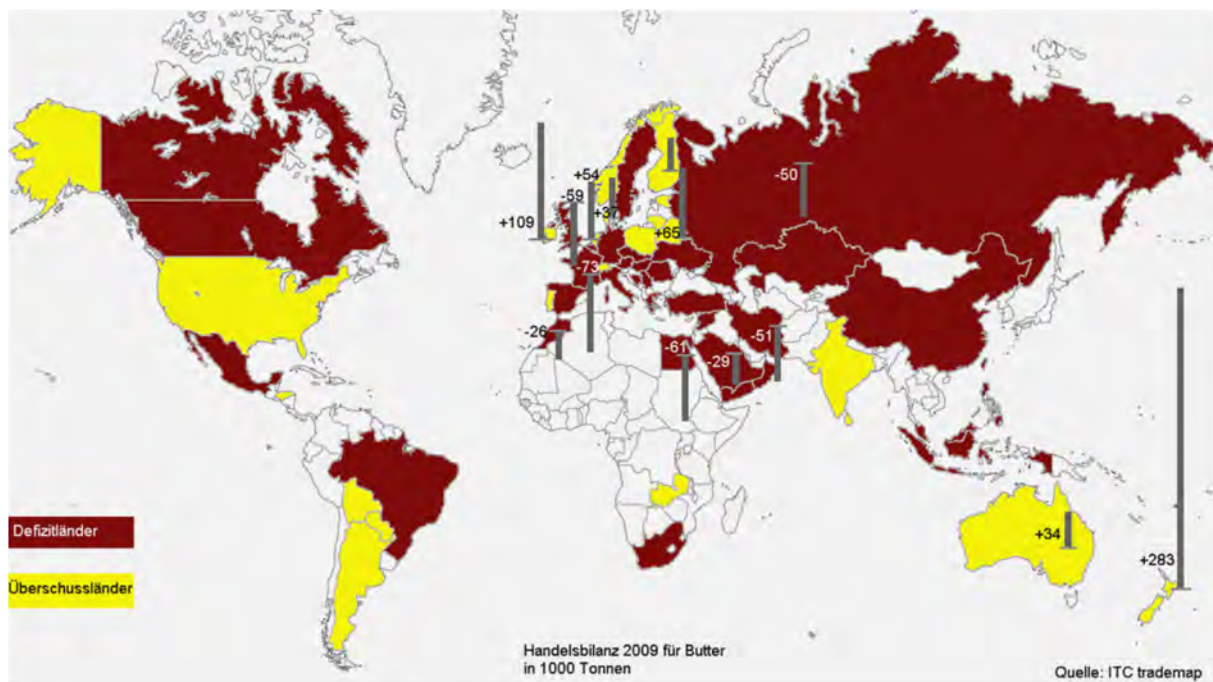 +54
-59
-50
+109
+37
+65
-73
-26
-61
-29
-51
Defizitländer
Überschussländer
+34
+283
Handelsbilanz 2009 für Butter
in 1000 Tonnen
Quelle: ITC trademap